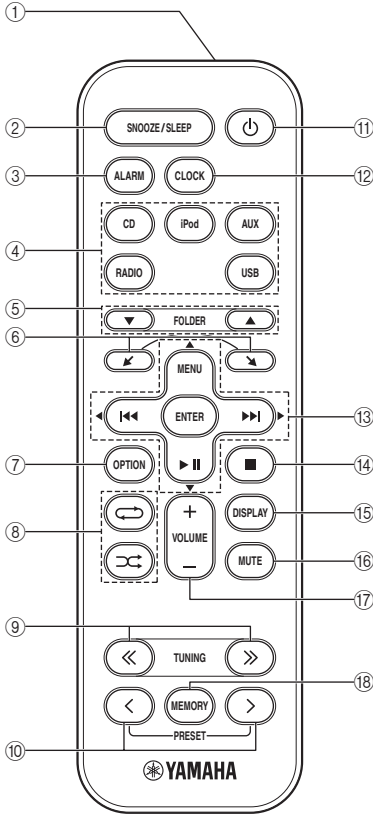 ①
② SNOOZE/SLEEP ⑪
③ ALARM CLOCK ⑫
CD iPod AUX
④
RADIO USB
⑤ FOLDER
⑥
MENU
ENTER ⑬
⑦ OPTION ⑭
DISPLAY ⑮
+
⑧ VOLUME
MUTE ⑯
–
⑰
⑨
TUNING
MEMORY ⑱
⑩ PRESET
YAMAHA